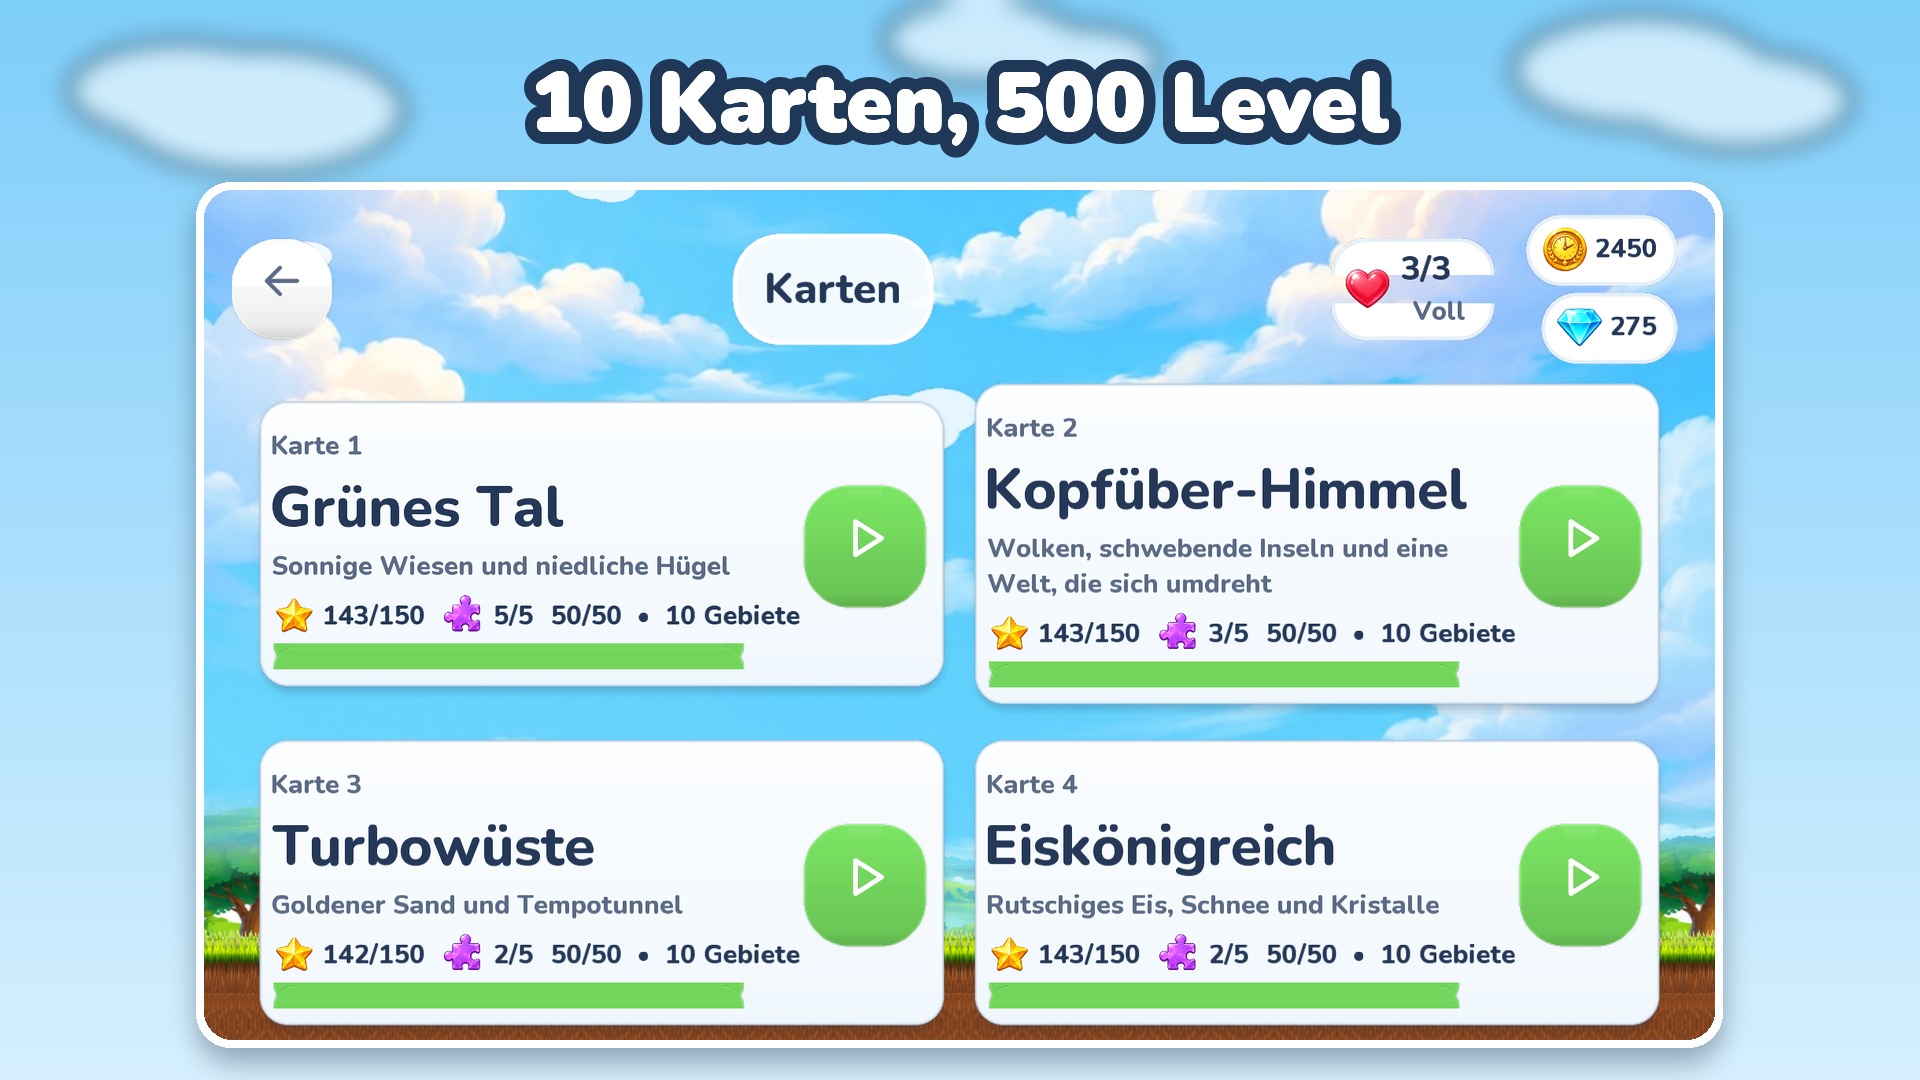 10 Karten, 500 Level
Karten
3/3
Voll
2450
275
Karte 1
Grünes Tal
Sonnige Wiesen und niedliche Hügel
143/150 5/5 50/50 • 10 Gebiete
Karte 2
Kopfüber-Himmel
Wolken, schwebende Inseln und eine
Welt, die sich umdreht
143/150 3/5 50/50 • 10 Gebiete
Karte 3
Turbowüste
Goldener Sand und Tempotunnel
142/150 2/5 50/50 • 10 Gebiete
Karte 4
Eiskönigreich
Rutschiges Eis, Schnee und Kristalle
143/150 2/5 50/50 • 10 Gebiete